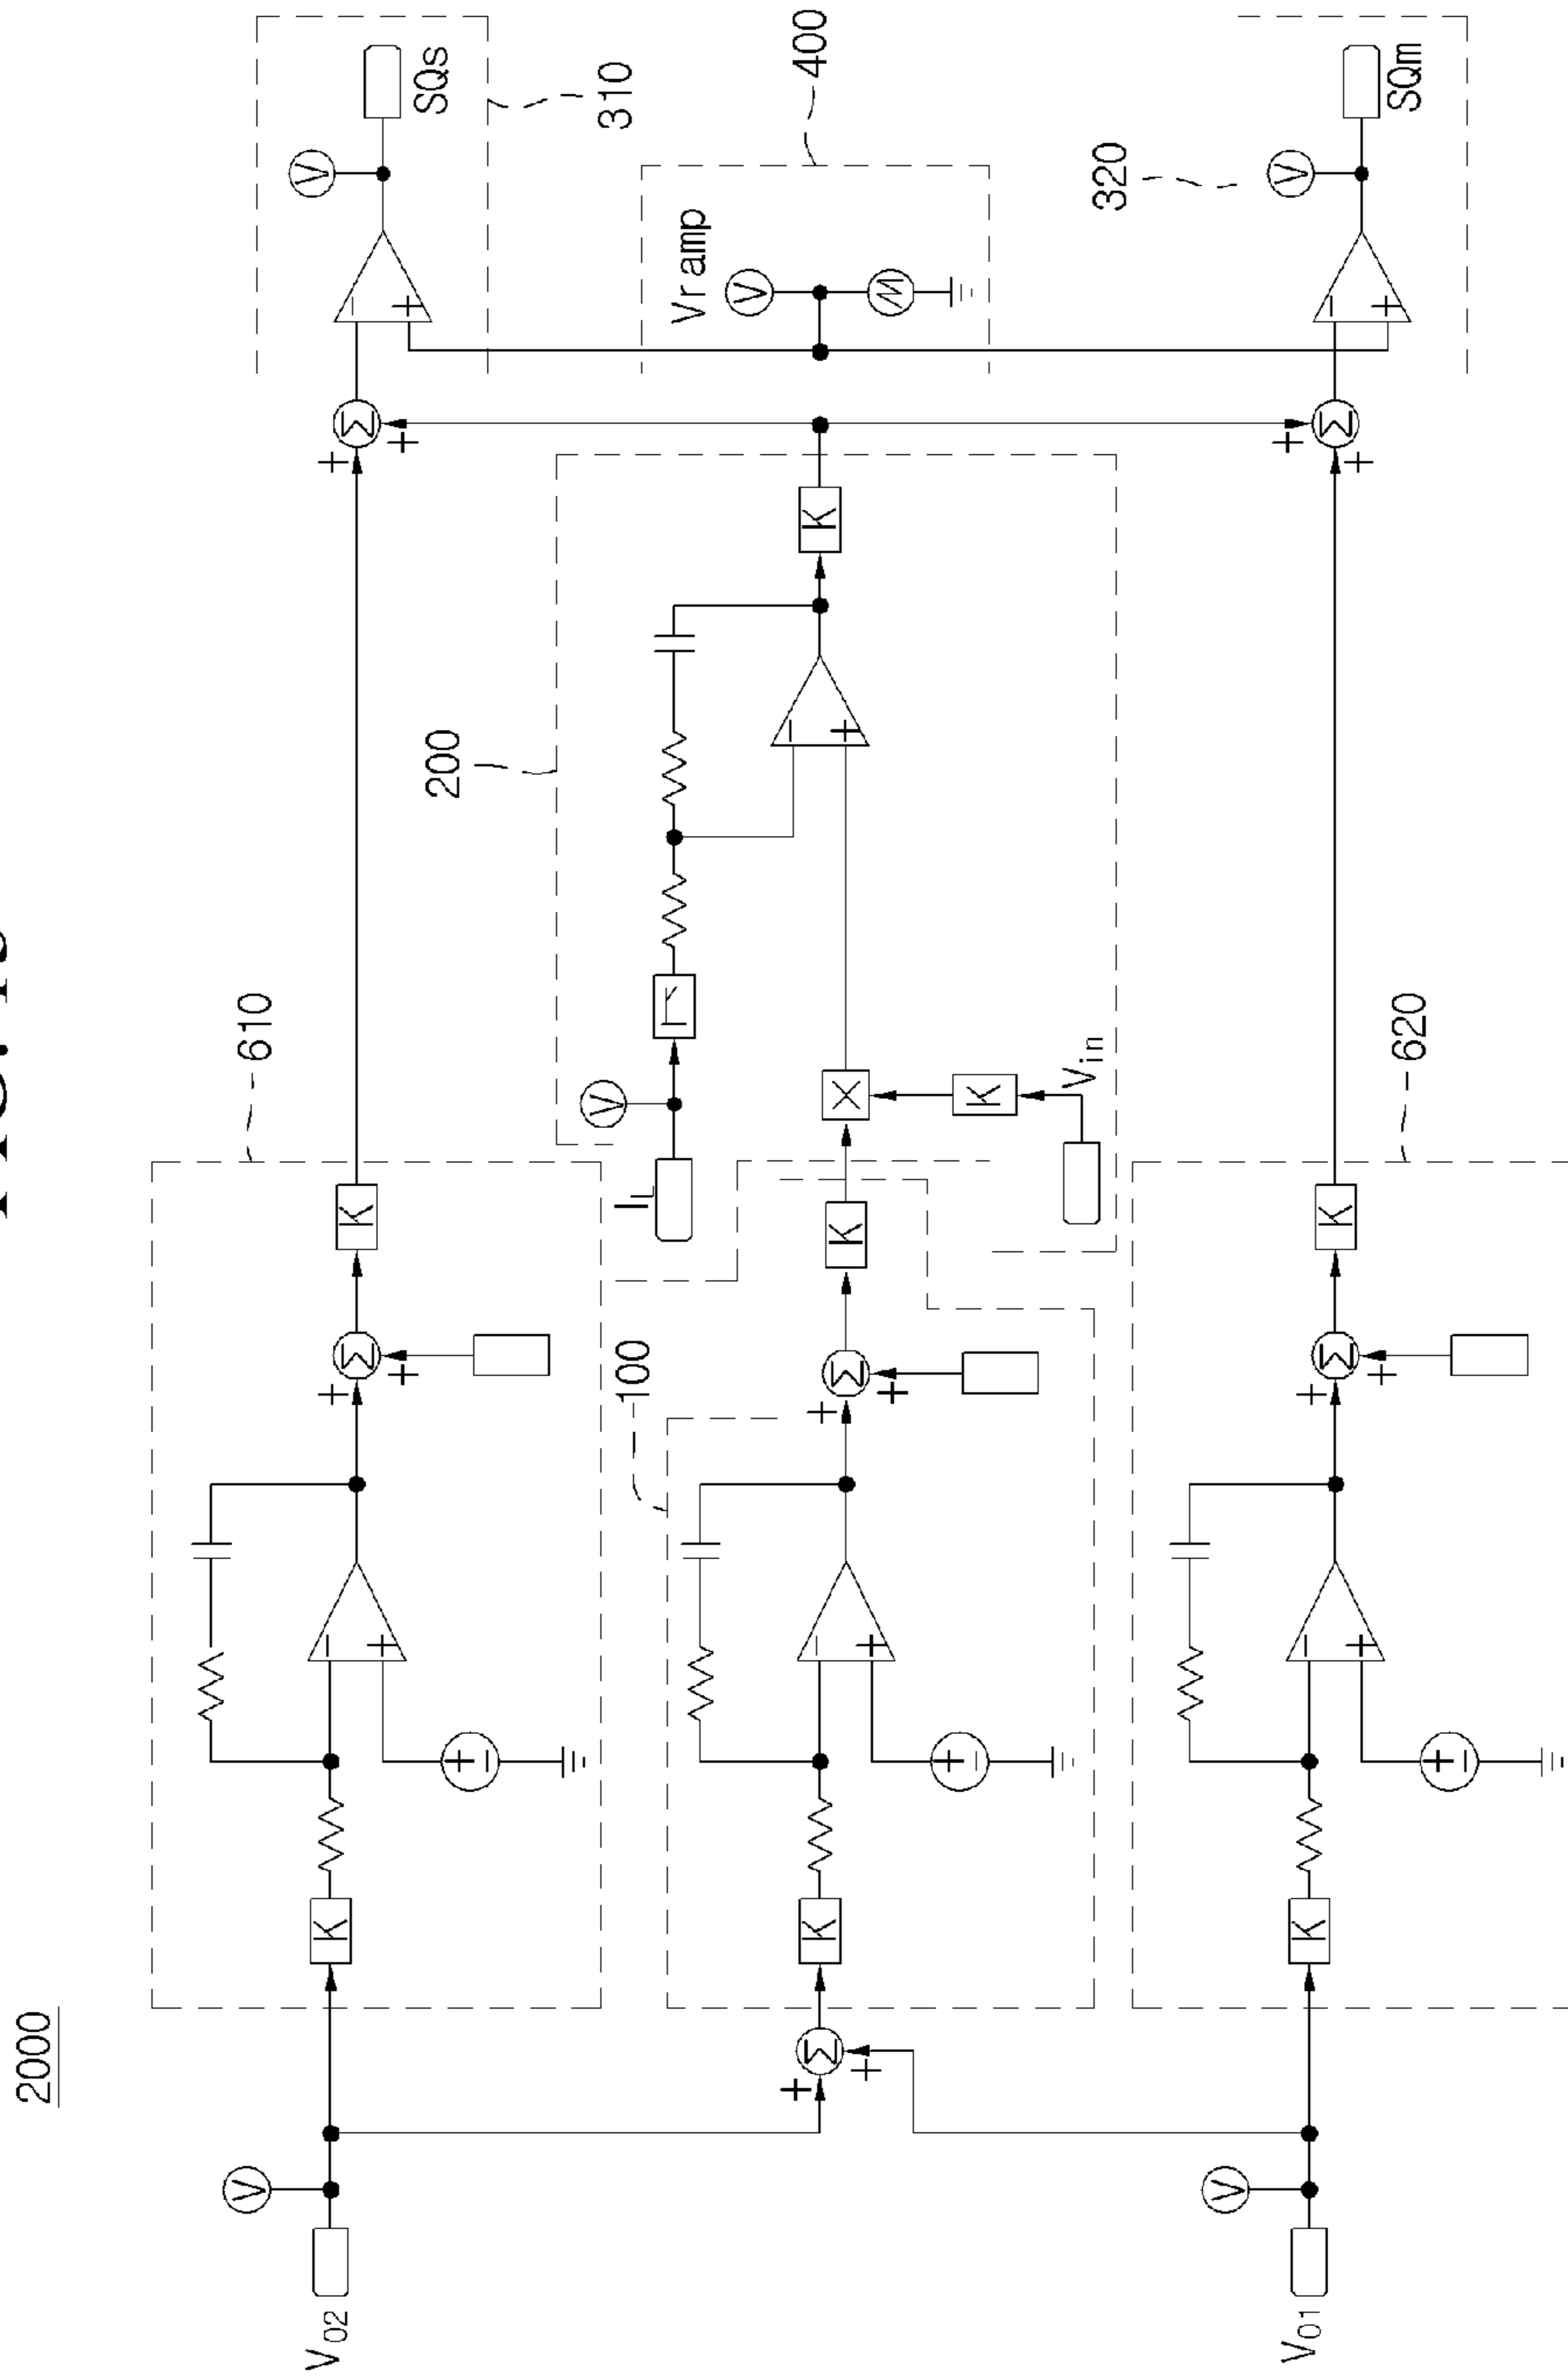 2000
V02
610
K
Σ
+
+
K
Σ
+
+
V
SQs
310
V
100
K
Σ
+
+
Σ
+
+
K
X
K
Vin
IL
V
200
K
Vramp
V
400
V01
V
K
620
Σ
+
+
K
Σ
+
+
320
V
SQm